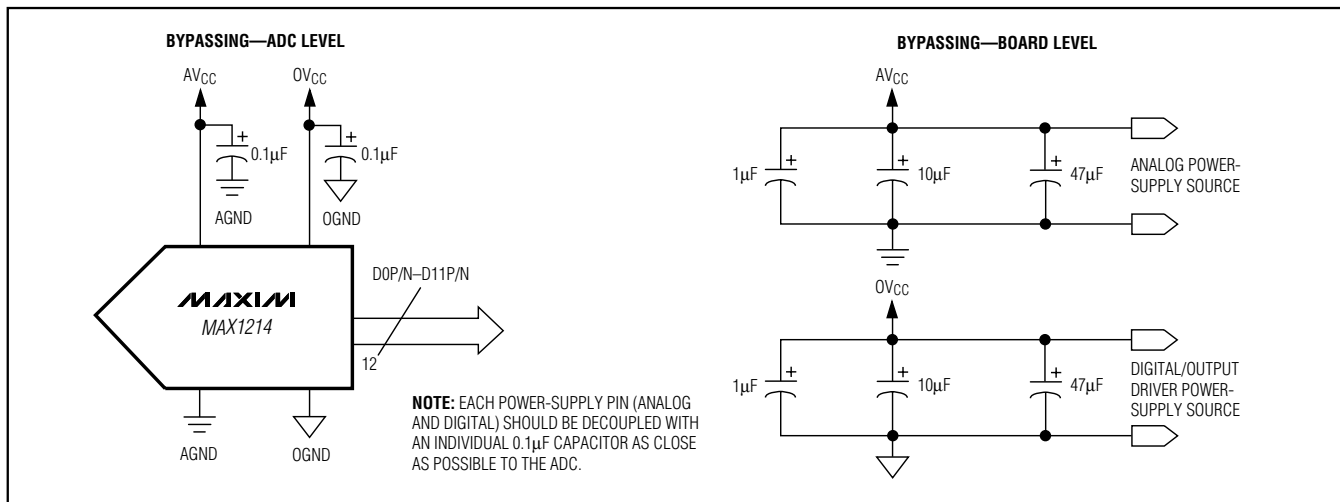 BYPASSING—ADC LEVEL
AVCC
OVCC
+
0.1μF
+
0.1μF
AGND
OGND
D0P/N–D11P/N
MAXIM
MAX1214
12
AGND
OGND
NOTE: EACH POWER-SUPPLY PIN (ANALOG
AND DIGITAL) SHOULD BE DECOUPLED WITH
AN INDIVIDUAL 0.1μF CAPACITOR AS CLOSE
AS POSSIBLE TO THE ADC.
BYPASSING—BOARD LEVEL
AVCC
1μF
+
10μF
+
47μF
+
ANALOG POWER-
SUPPLY SOURCE
OVCC
1μF
+
10μF
+
47μF
+
DIGITAL/OUTPUT
DRIVER POWER-
SUPPLY SOURCE